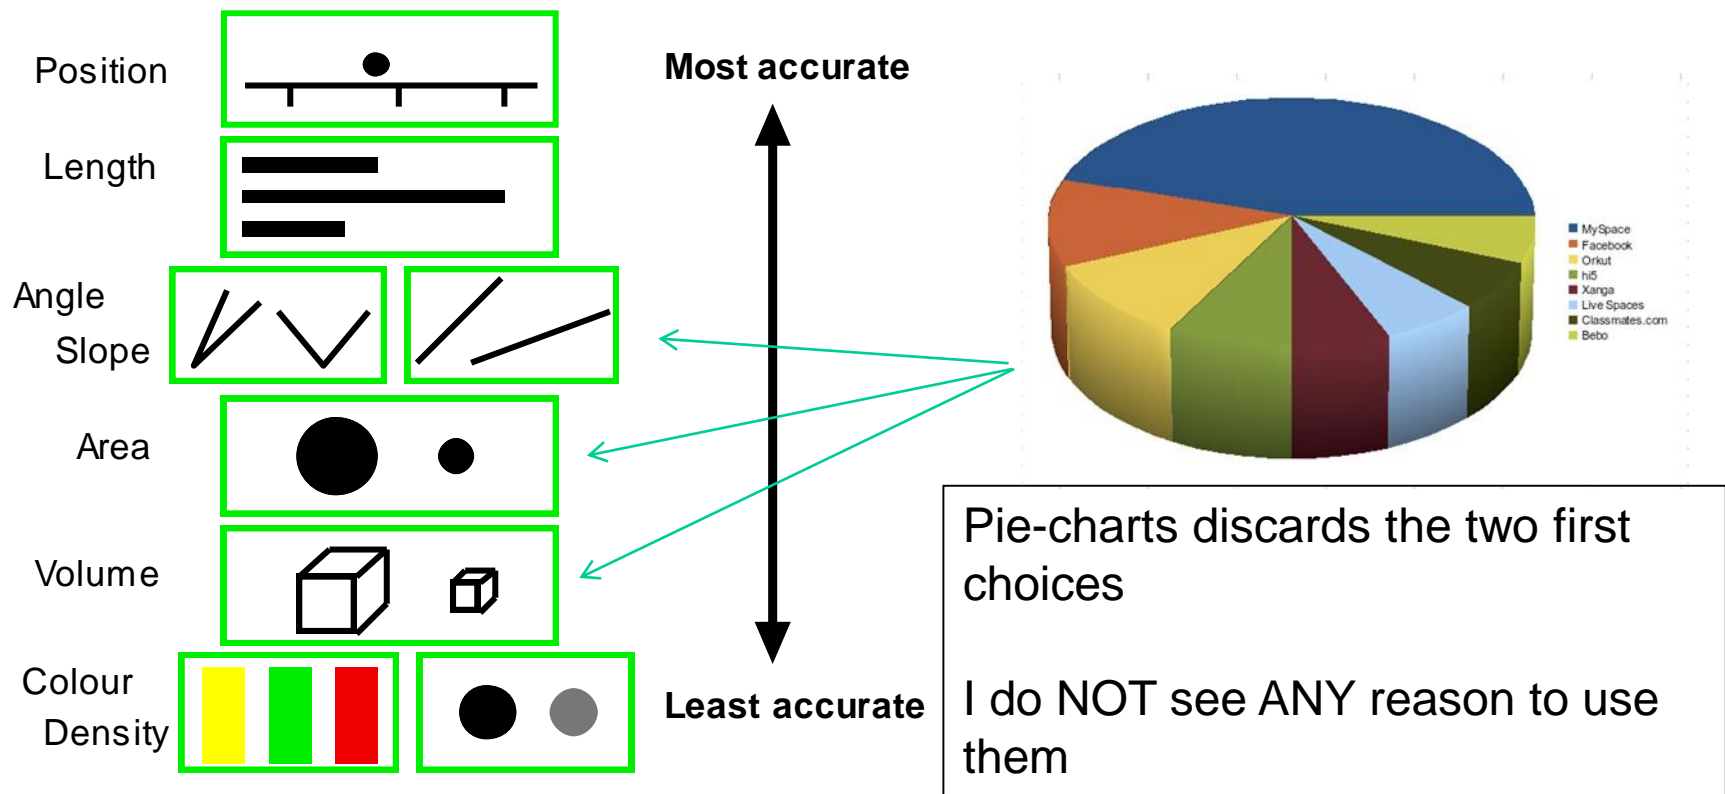 Position
Length
Angle
Slope
Area
Volume
Colour
Density
Most accurate
Least accurate
MySpace
Facebook
Orkut
hi5
Xanga
Live Spaces
Classmates.com
Bebo
Pie-charts discards the two first
choices
I do NOT see ANY reason to use
them